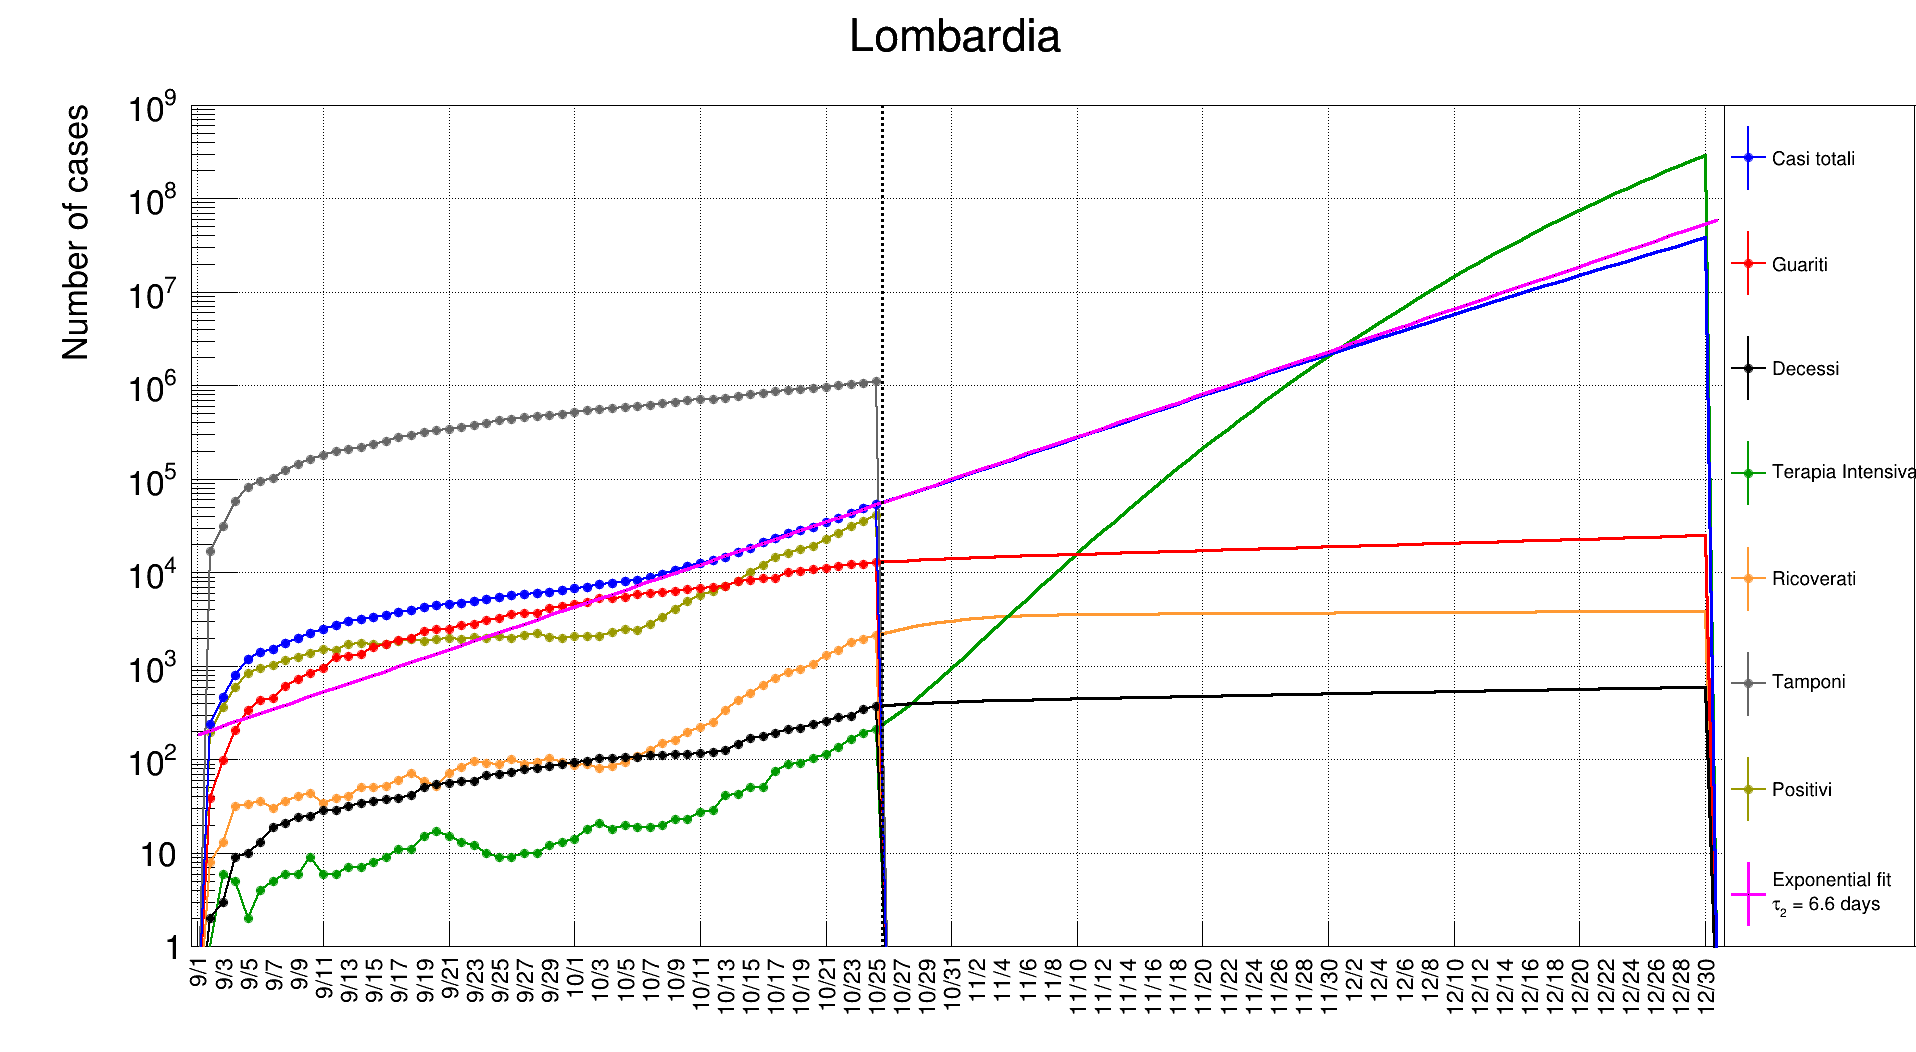 Lombardia
Number of cases
10^9
10^8
10^7
10^6
10^5
10^4
10^3
10^2
10
1
9/1 9/3 9/5 9/7 9/9 9/11 9/13 9/15 9/17 9/19 9/21 9/23 9/25 9/27 9/29 10/1 10/3 10/5 10/7 10/9 10/11 10/13 10/15 10/17 10/19 10/21 10/23 10/25 10/27 10/29 10/31 11/2 11/4 11/6 11/8 11/10 11/12 11/14 11/16 11/18 11/20 11/22 11/24 11/26 11/28 11/30 12/2 12/4 12/6 12/8 12/10 12/12 12/14 12/16 12/18 12/20 12/22 12/24 12/26 12/28 12/30
Casi totali
Guariti
Decessi
Terapia Intensiva
Ricoverati
Tamponi
Positivi
Exponential fit
τ₂ = 6.6 days